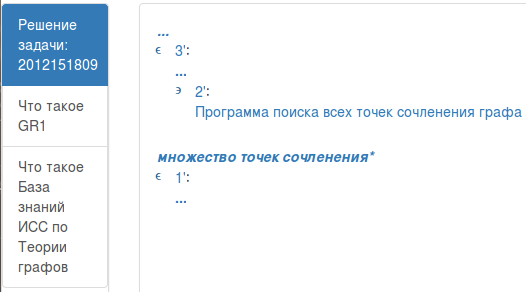 Решение
задачи:
2012151809
Что такое
GR1
Что такое
База
знаний
ИСС по
Теории
графов
...
є 3':
...
э 2':
Программа поиска всех точек сочленения графа
множество точек сочленения*
є 1':
...